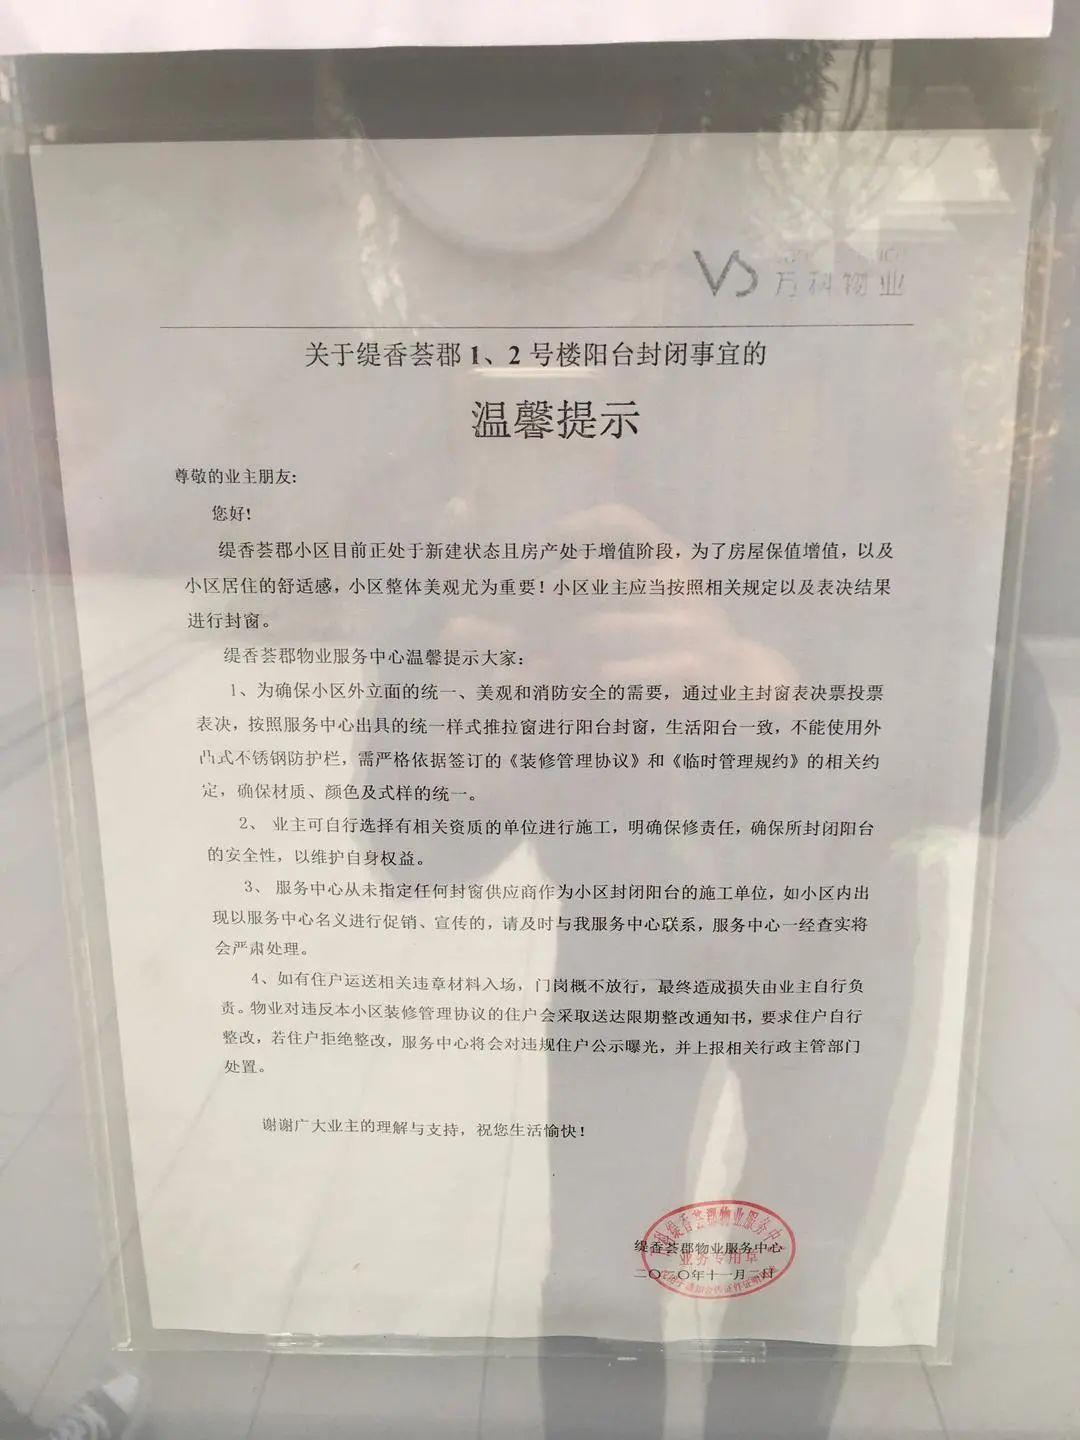 万科物业
关于缇香荟郡 1、2 号楼阳台封闭事宜的
温馨提示
尊敬的业主朋友:
您好!
缇香荟郡小区目前正处于新建状态且房产处于增值阶段，为了房屋保值增值，以及
小区居住的舒适感，小区整体美观尤为重要！小区业主应当按照相关规定以及表决结果
进行封窗。
缇香荟郡物业服务中心温馨提示大家：
1、为确保小区外立面的统一、美观和消防安全的需要，通过业主封窗表决票投票
表决，按照服务中心出具的统一样式推拉窗进行阳台封窗，生活阳台一致，不能使用外
凸式不锈钢防护栏，需严格依据签订的《装修管理协议》和《临时管理规约》的相关约
定，确保材质、颜色及式样的统一。
2、 业主可自行选择有相关资质的单位进行施工，明确保修责任，确保所封闭阳台
的安全性，以维护自身权益。
3、 服务中心从未指定任何封窗供应商作为小区封闭阳台的施工单位，如小区内出
现以服务中心名义进行促销、宣传的，请及时与我服务中心联系，服务中心一经查实将
会严肃处理。
4、如有住户运送相关违章材料入场，门岗概不放行，最终造成损失由业主自行负
责。物业对违反本小区装修管理协议的住户会采取送达限期整改通知书，要求住户自行
整改，若住户拒绝整改，服务中心将会对违规住户公示曝光，并上报相关行政主管部门
处置。
谢谢广大业主的理解与支持，祝您生活愉快！
缇香荟郡物业服务中心
二〇二〇年十一月二日
缇香荟郡物业服务中心
业务专用章